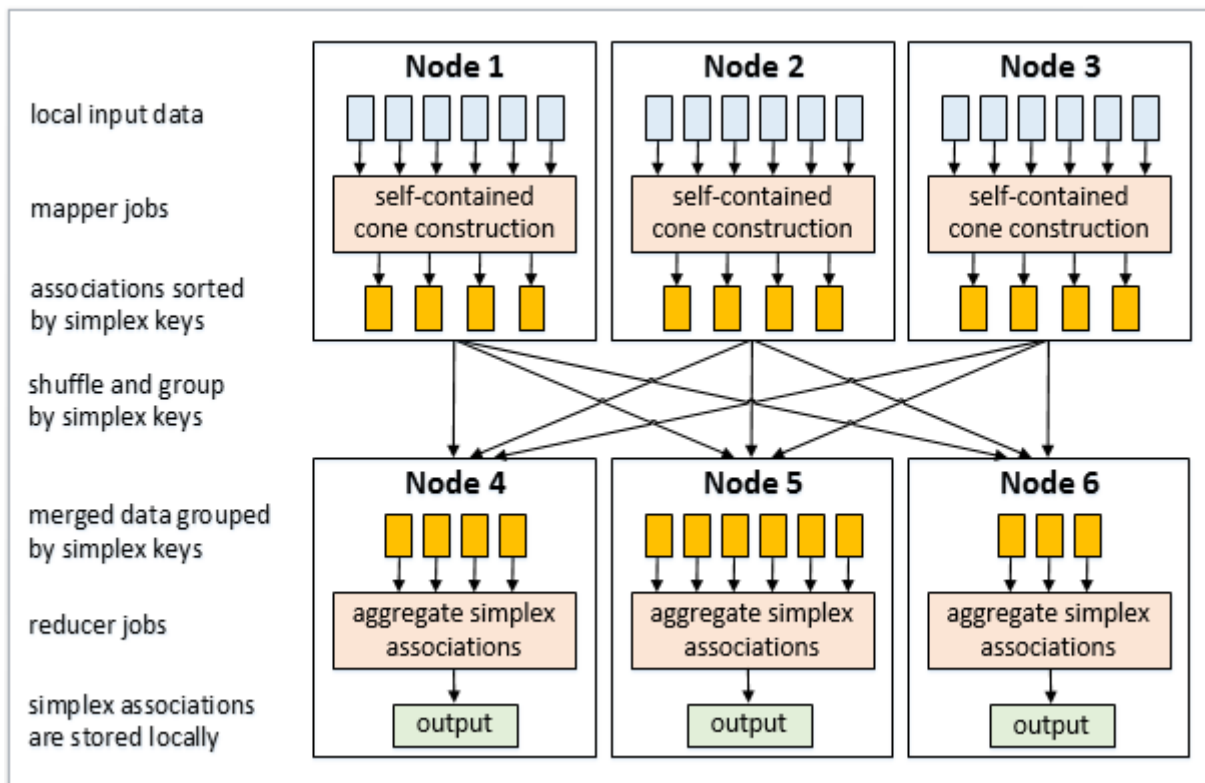 Node 1
Node 2
Node 3
local input data
mapper jobs
self-contained
cone construction
self-contained
cone construction
self-contained
cone construction
associations sorted
by simplex keys
shuffle and group
by simplex keys
Node 4
Node 5
Node 6
merged data grouped
by simplex keys
reducer jobs
aggregate simplex
associations
aggregate simplex
associations
aggregate simplex
associations
simplex associations
are stored locally
output
output
output